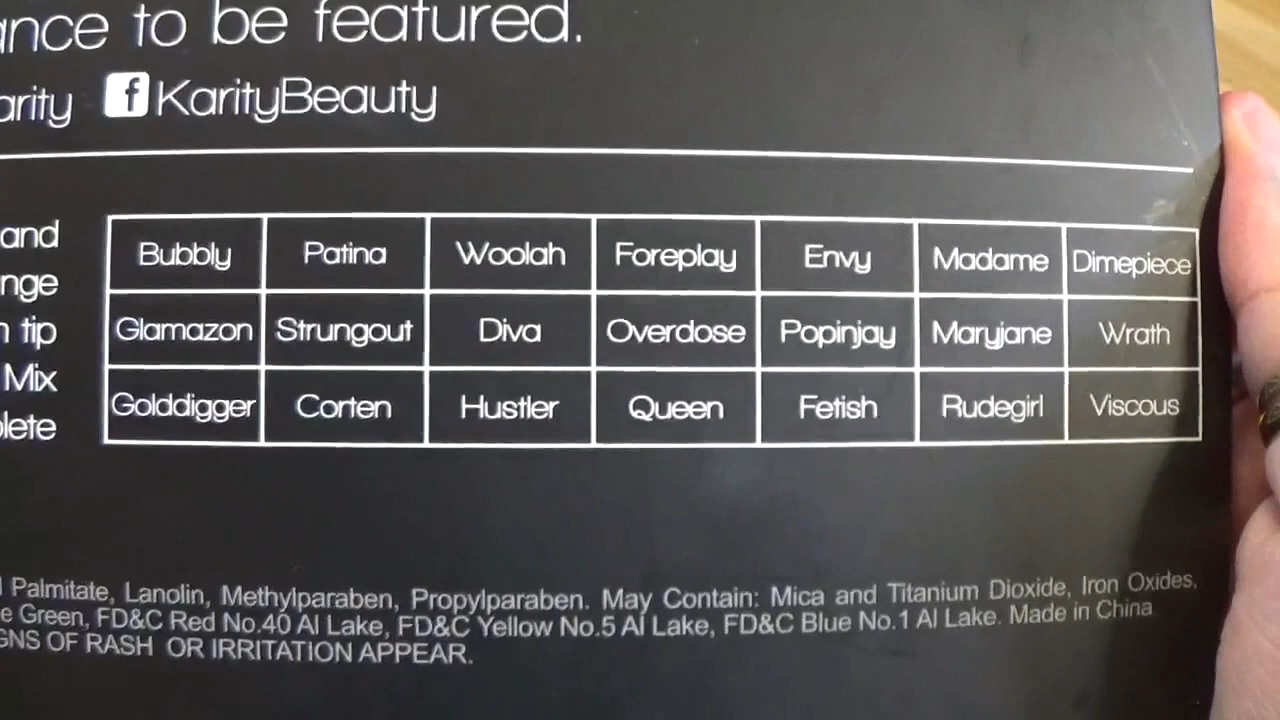 ance to be featured.
arity f KarityBeauty
and
nge
n tip
Mix
lete
Bubbly Patina Woolah Foreplay Envy Madame Dimepiece
Glamazon Strungout Diva Overdose Popinjay Maryjane Wrath
Golddigger Corten Hustler Queen Fetish Rudegirl Viscous
l Palmitate, Lanolin, Methylparaben, Propylparaben. May Contain: Mica and Titanium Dioxide, Iron Oxides,
e Green, FD&C Red No.40 Al Lake, FD&C Yellow No.5 Al Lake, FD&C Blue No.1 Al Lake. Made in China
GNS OF RASH OR IRRITATION APPEAR.